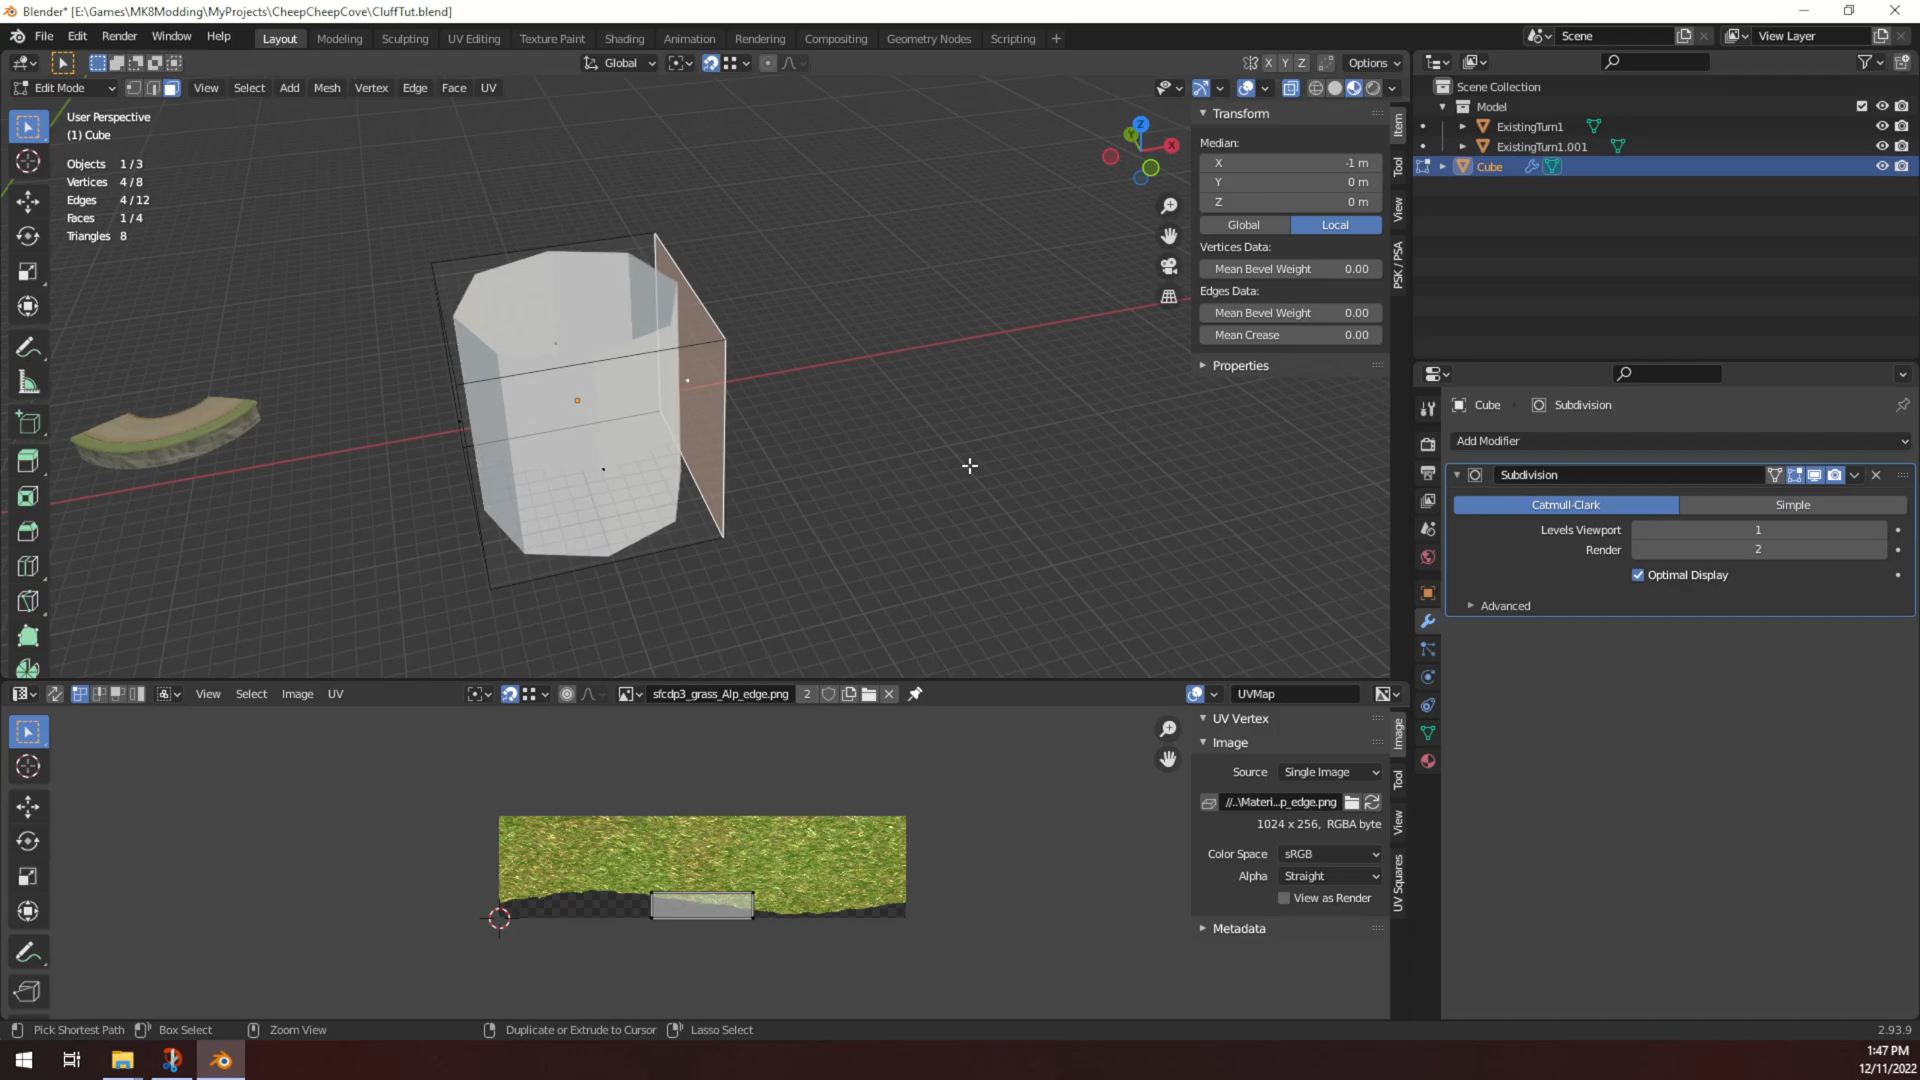 Blender* [E:\Games\MK8Modding\MyProjects\CheepCheepCove\CluffTut.blend]
File Edit Render Window Help
Layout Modeling Sculpting UV Editing Texture Paint Shading Animation Rendering Compositing Geometry Nodes Scripting
Scene
View Layer
Global
X Y Z
Options
Edit Mode
View Select Add Mesh Vertex Edge Face UV
User Perspective
(1) Cube
Objects 1/3
Vertices 4/8
Edges 4/12
Faces 1/4
Triangles 8
Z
Y
X
Transform
Median:
X -1 m
Y 0 m
Z 0 m
Global Local
Vertices Data:
Mean Bevel Weight 0.00
Edges Data:
Mean Bevel Weight 0.00
Mean Crease 0.00
Properties
Item
Tool
View
PSK / PSA
Scene Collection
Model
ExistingTurn1
ExistingTurn1.001
Cube
Cube Subdivision
Add Modifier
Subdivision
Catmull-Clark Simple
Levels Viewport 1
Render 2
Optimal Display
Advanced
View Select Image UV
sfcdp3_grass_Alp_edge.png 2
UVMap
UV Vertex
Image
Source Single Image
//..\Materi...p_edge.png
1024 x 256, RGBA byte
Color Space sRGB
Alpha Straight
View as Render
Metadata
Image
Tool
View
UV Squares
Pick Shortest Path Box Select Zoom View Duplicate or Extrude to Cursor Lasso Select
2.93.9
1:47 PM
12/11/2022